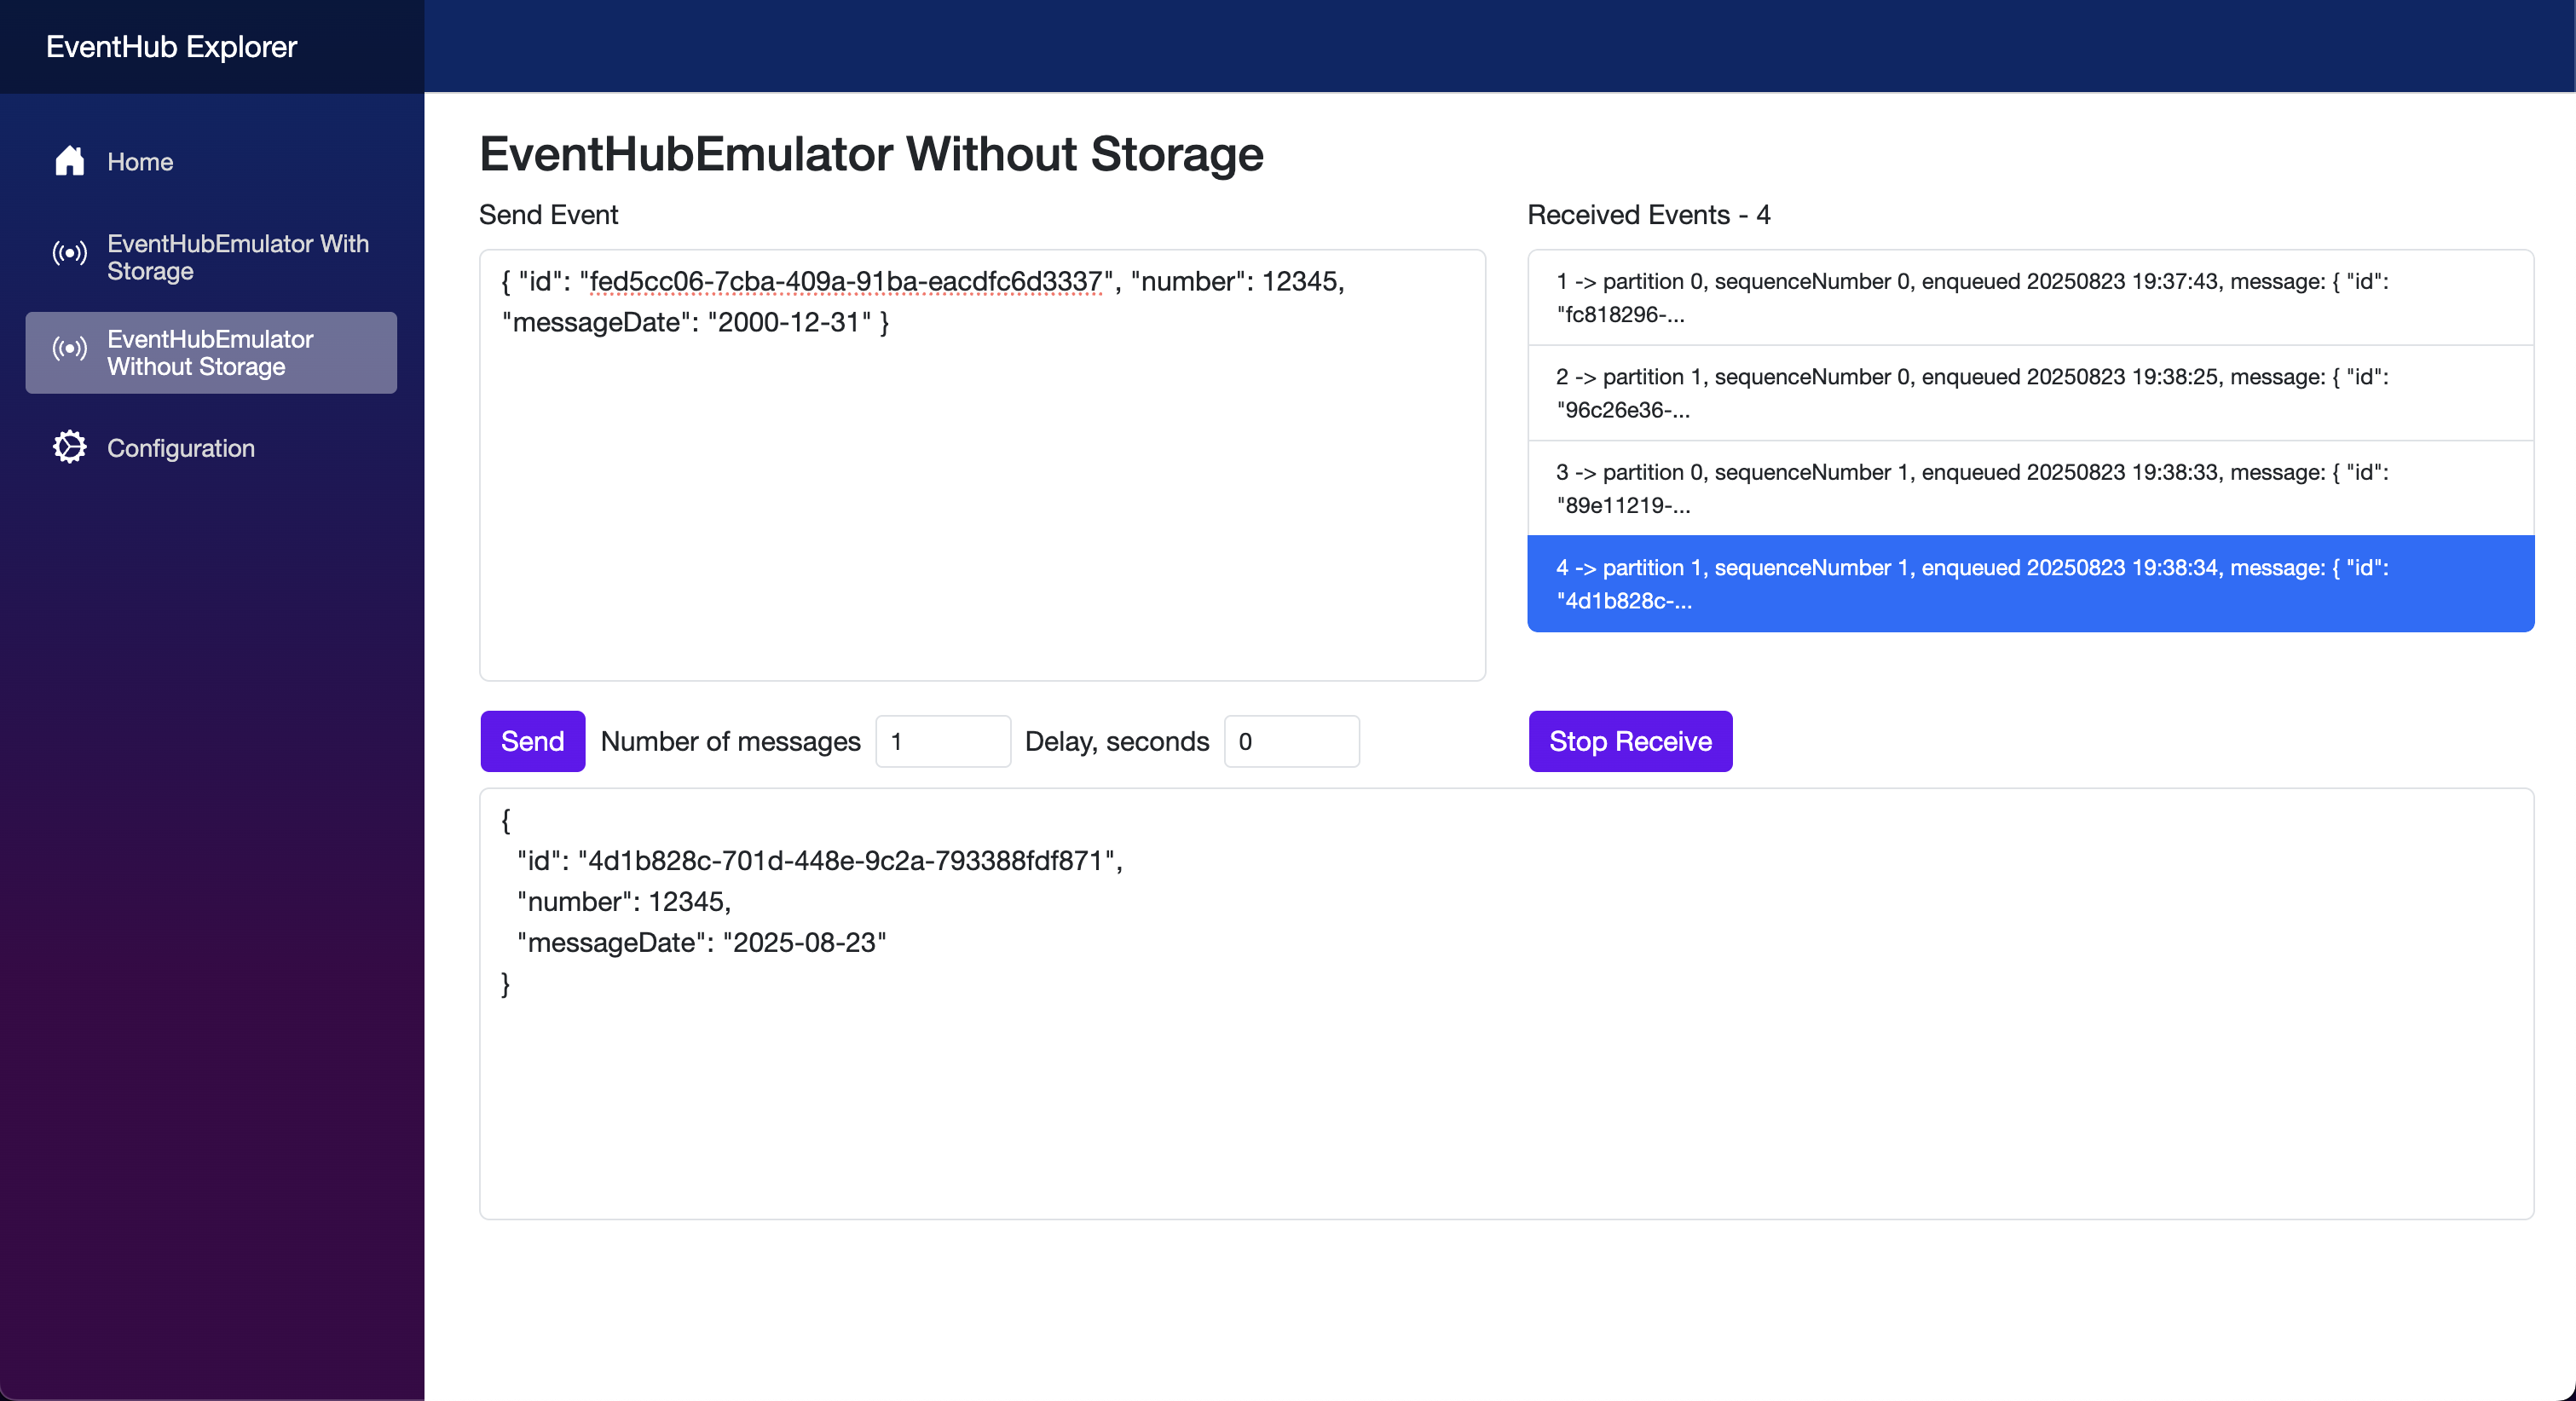 EventHub Explorer
Home
EventHubEmulator With
Storage
EventHubEmulator
Without Storage
Configuration
EventHubEmulator Without Storage
Send Event
{ "id": "fed5cc06-7cba-409a-91ba-eacdfc6d3337", "number": 12345,
"messageDate": "2000-12-31" }
Received Events - 4
1 -> partition 0, sequenceNumber 0, enqueued 20250823 19:37:43, message: { "id":
"fc818296-...
2 -> partition 1, sequenceNumber 0, enqueued 20250823 19:38:25, message: { "id":
"96c26e36-...
3 -> partition 0, sequenceNumber 1, enqueued 20250823 19:38:33, message: { "id":
"89e11219-...
4 -> partition 1, sequenceNumber 1, enqueued 20250823 19:38:34, message: { "id":
"4d1b828c-...
Send Number of messages 1 Delay, seconds 0
Stop Receive
{
"id": "4d1b828c-701d-448e-9c2a-793388fdf871",
"number": 12345,
"messageDate": "2025-08-23"
}